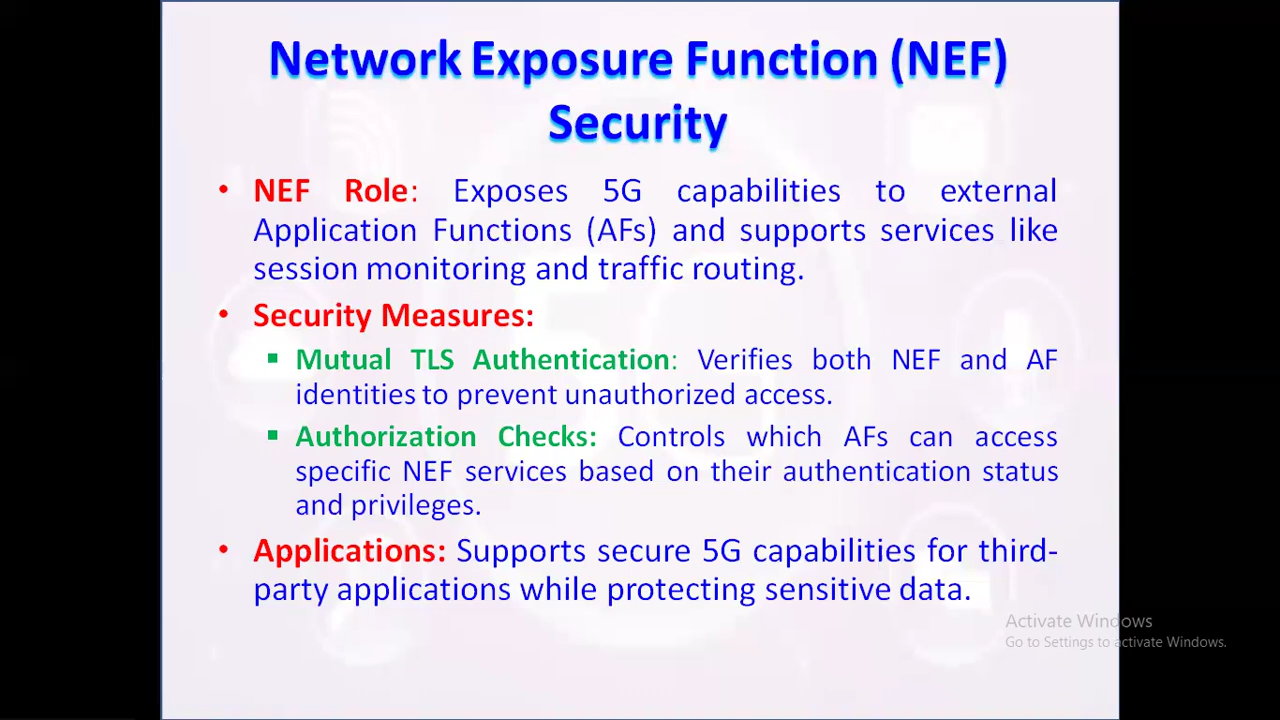 Network Exposure Function (NEF)
Security
• NEF Role: Exposes 5G capabilities to external
Application Functions (AFs) and supports services like
session monitoring and traffic routing.
• Security Measures:
▪ Mutual TLS Authentication: Verifies both NEF and AF
identities to prevent unauthorized access.
▪ Authorization Checks: Controls which AFs can access
specific NEF services based on their authentication status
and privileges.
• Applications: Supports secure 5G capabilities for third-
party applications while protecting sensitive data.
Activate Windows
Go to Settings to activate Windows.